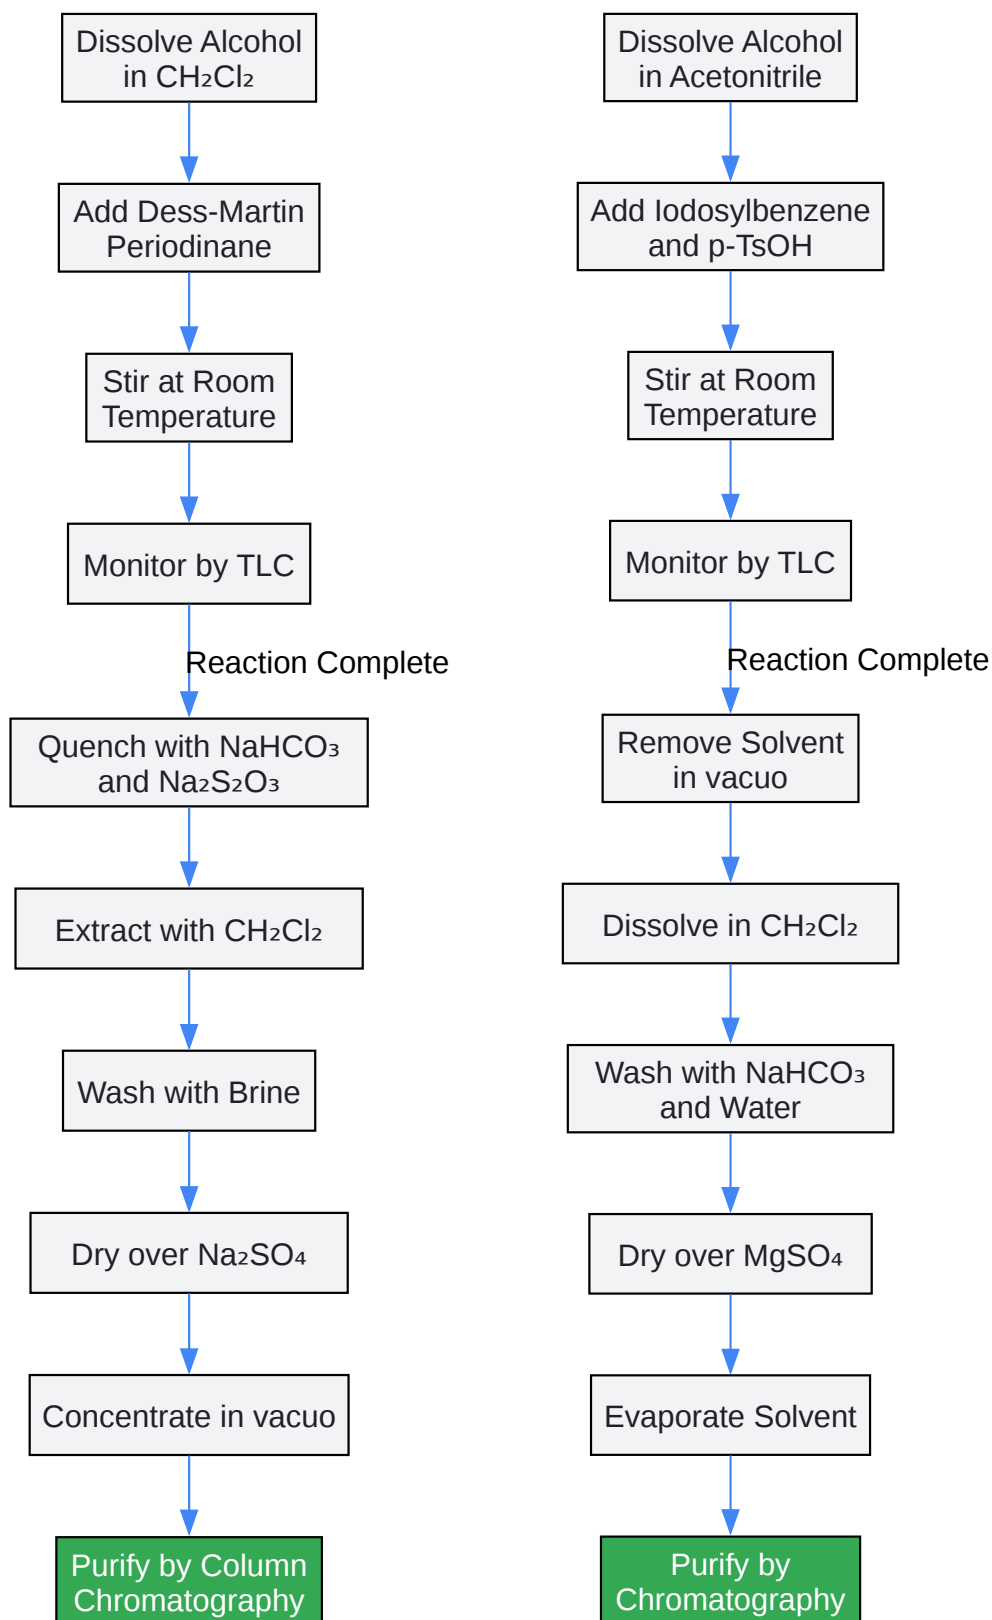 Dissolve Alcohol
in CH₂Cl₂
Add Dess-Martin
Periodinane
Stir at Room
Temperature
Monitor by TLC
Reaction Complete
Quench with NaHCO₃
and Na₂S₂O₃
Extract with CH₂Cl₂
Wash with Brine
Dry over Na₂SO₄
Concentrate in vacuo
Purify by Column
Chromatography
Dissolve Alcohol
in Acetonitrile
Add Iodosylbenzene
and p-TsOH
Stir at Room
Temperature
Monitor by TLC
Reaction Complete
Remove Solvent
in vacuo
Dissolve in CH₂Cl₂
Wash with NaHCO₃
and Water
Dry over MgSO₄
Evaporate Solvent
Purify by
Chromatography